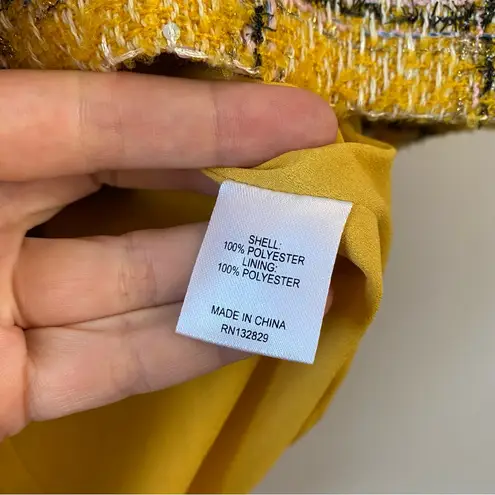 SHELL:
100% POLYESTER
LINING:
100% POLYESTER
MADE IN CHINA
RN132829